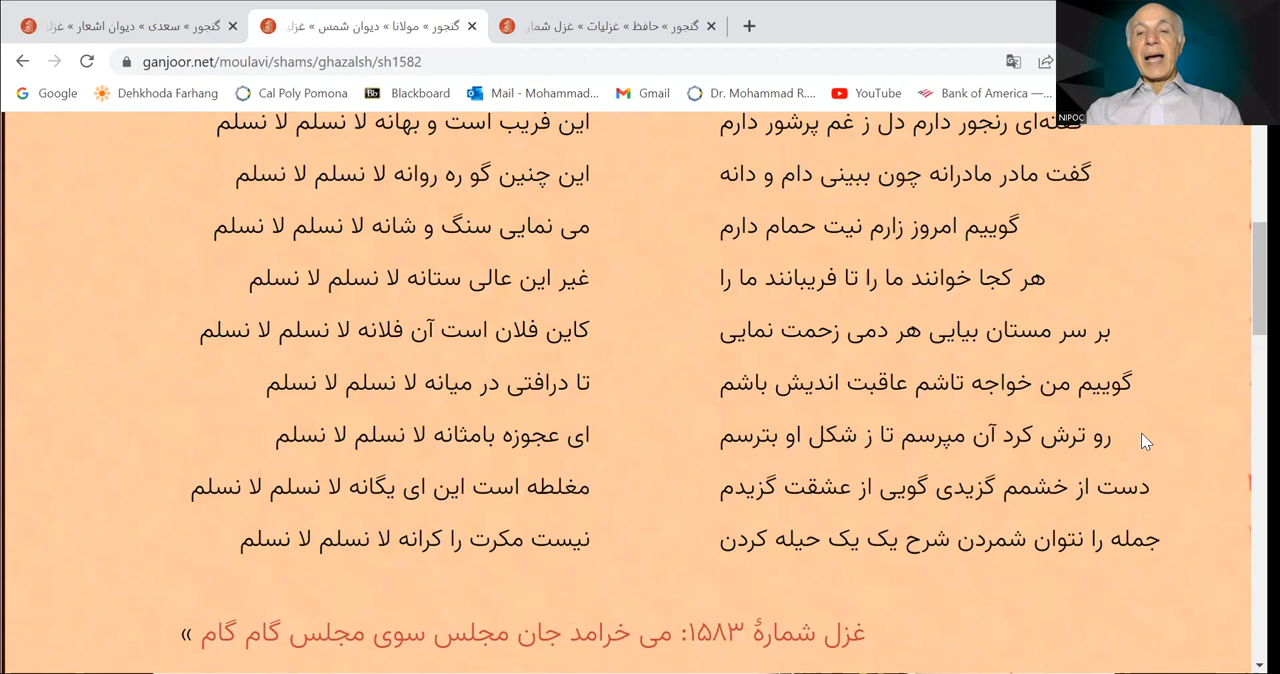 گنجور » سعدی » دیوان اشعار » غزل
گنجور » مولانا » دیوان شمس » غزلی
گنجور » حافظ » غزلیات » غزل شمار
ganjoor.net/moulavi/shams/ghazalsh/sh1582
Google Dehkhoda Farhang Cal Poly Pomona Blackboard Mail - Mohammad... Gmail Dr. Mohammad R.... YouTube Bank of America —...
NIPOC
رنجور دارم دل ز غم پرشور دارم این فریب است و بهانه لا نسلم لا نسلم
گفت مادر مادرانه چون ببینی دام و دانه این چنین گو ره روانه لا نسلم لا نسلم
گوییم امروز زارم نیت حمام دارم می نمایی سنگ و شانه لا نسلم لا نسلم
هر کجا خوانند ما را تا فریبانند ما را غیر این عالی ستانه لا نسلم لا نسلم
بر سر مستان بیایی هر دمی زحمت نمایی کاین فلان است آن فلانه لا نسلم لا نسلم
گوییم من خواجه تاشم عاقبت اندیش باشم تا درافتی در میانه لا نسلم لا نسلم
رو ترش کرد آن مپرسم تا ز شکل او بترسم ای عجوزه بامثانه لا نسلم لا نسلم
دست از خشمم گزیدی گویی از عشقت گزیدم مغلطه است این ای یگانه لا نسلم لا نسلم
جمله را نتوان شمردن شرح یک یک حیله کردن نیست مکرت را کرانه لا نسلم لا نسلم
غزل شمارهٔ ۱۵۸۳: می خرامد جان مجلس سوی مجلس گام گام »